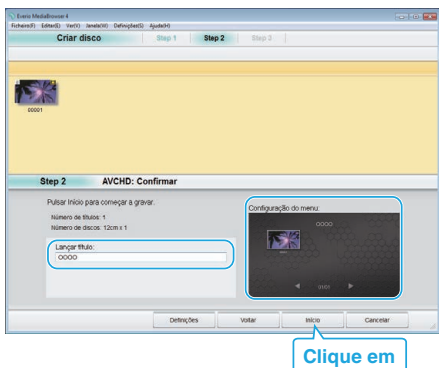 Everio MediaBrowser 4
Ficheiro(F) Editar(E) Ver(V) Janela(W) Definições(S) Ajuda(H)
Criar disco Step 1 Step 2 Step 3
00001
Step 2 AVCHD: Confirmar
Pulsar Início para começar a gravar.
Número de títulos: 1
Número de discos: 12cm x 1
Configuração do menu:
Lançar título:
OOOO
OOOO
01/01
Definições Voltar Início Cancelar
Clique em